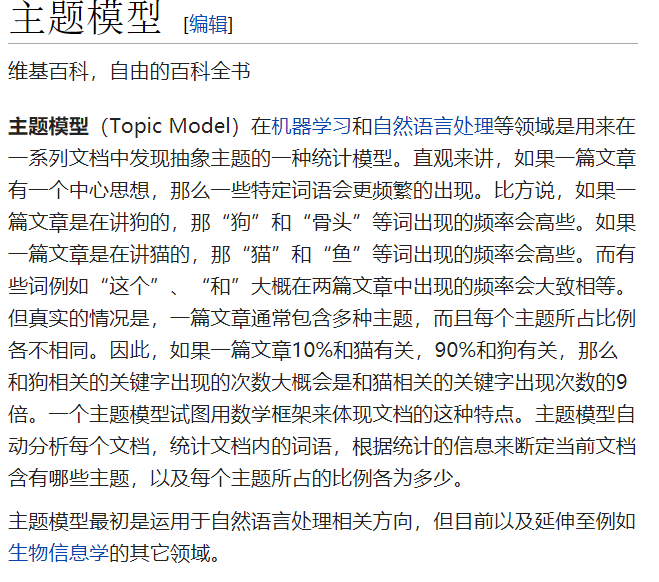 主题模型 [编辑]
维基百科，自由的百科全书
主题模型（Topic Model）在机器学习和自然语言处理等领域是用来在
一系列文档中发现抽象主题的一种统计模型。直观来讲，如果一篇文章
有一个中心思想，那么一些特定词语会更频繁的出现。比方说，如果一
篇文章是在讲狗的，那“狗”和“骨头”等词出现的频率会高些。如果
一篇文章是在讲猫的，那“猫”和“鱼”等词出现的频率会高些。而有
些词例如“这个”、“和”大概在两篇文章中出现的频率会大致相等。
但真实的情况是，一篇文章通常包含多种主题，而且每个主题所占比例
各不相同。因此，如果一篇文章10%和猫有关，90%和狗有关，那么
和狗相关的关键字出现的次数大概会是和猫相关的关键字出现次数的9
倍。一个主题模型试图用数学框架来体现文档的这种特点。主题模型自
动分析每个文档，统计文档内的词语，根据统计的信息来断定当前文档
含有哪些主题，以及每个主题所占的比例各为多少。
主题模型最初是运用于自然语言处理相关方向，但目前以及延伸至例如
生物信息学的其它领域。